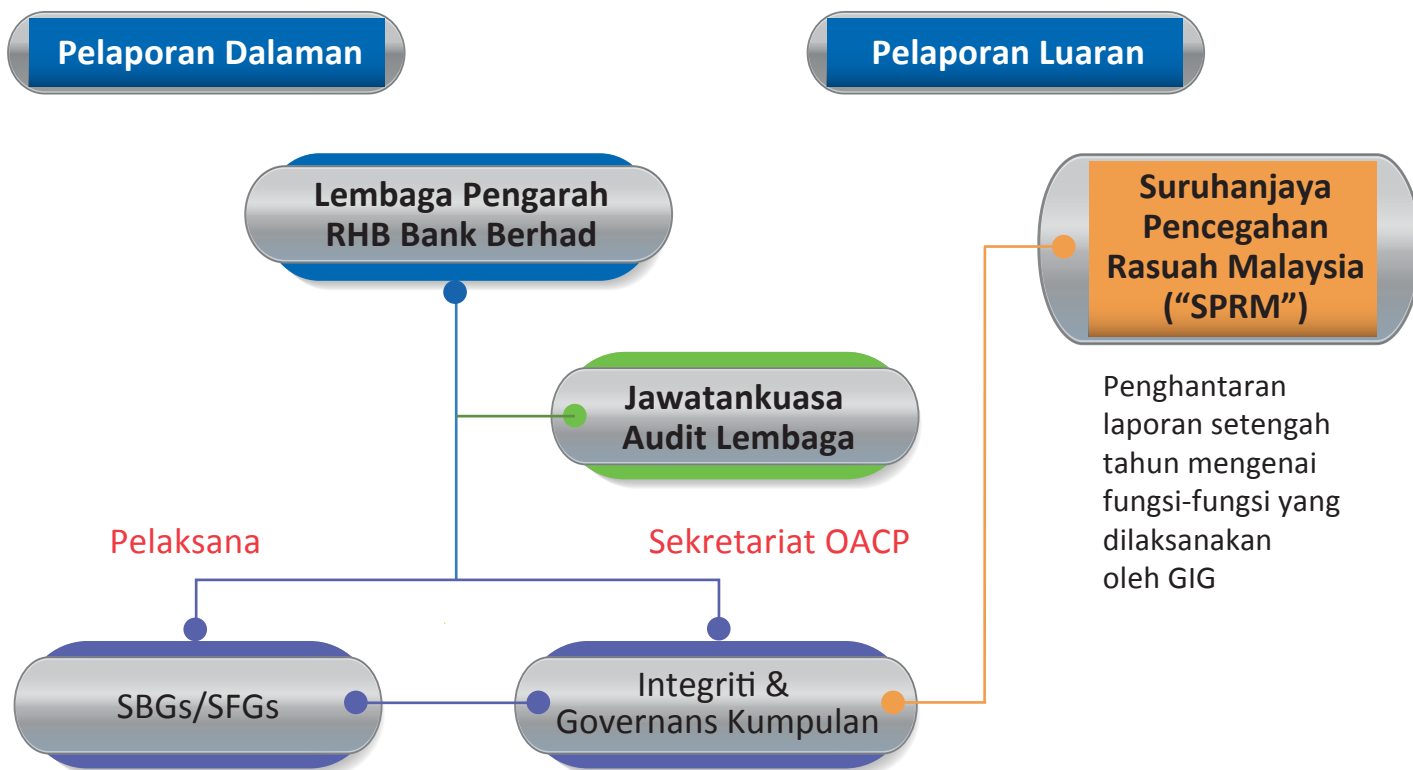 Pelaporan Dalaman
Pelaporan Luaran
Lembaga Pengarah
RHB Bank Berhad
Suruhanjaya
Pencegahan
Rasuah Malaysia
(“SPRM”)
Jawatankuasa
Audit Lembaga
Penghantaran
laporan setengah
tahun mengenai
fungsi-fungsi yang
dilaksanakan
oleh GIG
Pelaksana
Sekretariat OACP
SBGs/SFGs
Integriti &
Governans Kumpulan